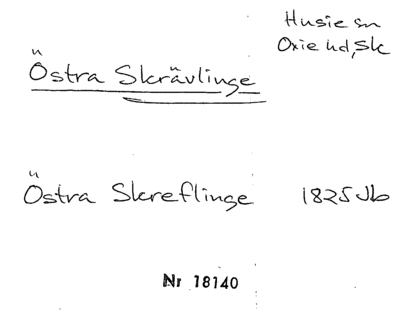 Husie sn
Oxie hd, Sk
Östra Skrävlinge
Östra Skreflinge 1825 Jb
Nr 18140